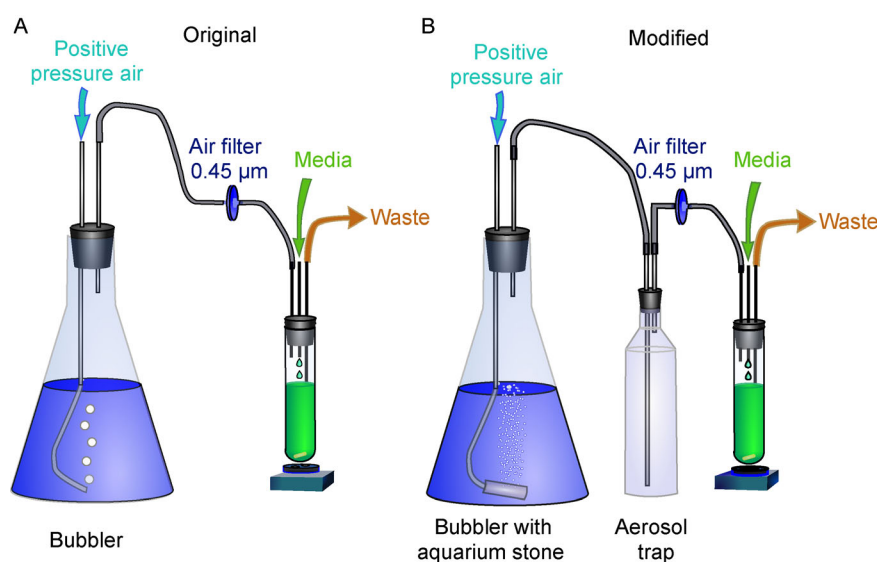 A
Original
Positive
pressure air
Air filter
0.45 µm
Media
Waste
Bubbler
B
Modified
Positive
pressure air
Air filter
0.45 µm
Media
Waste
Bubbler with
aquarium stone
Aerosol
trap